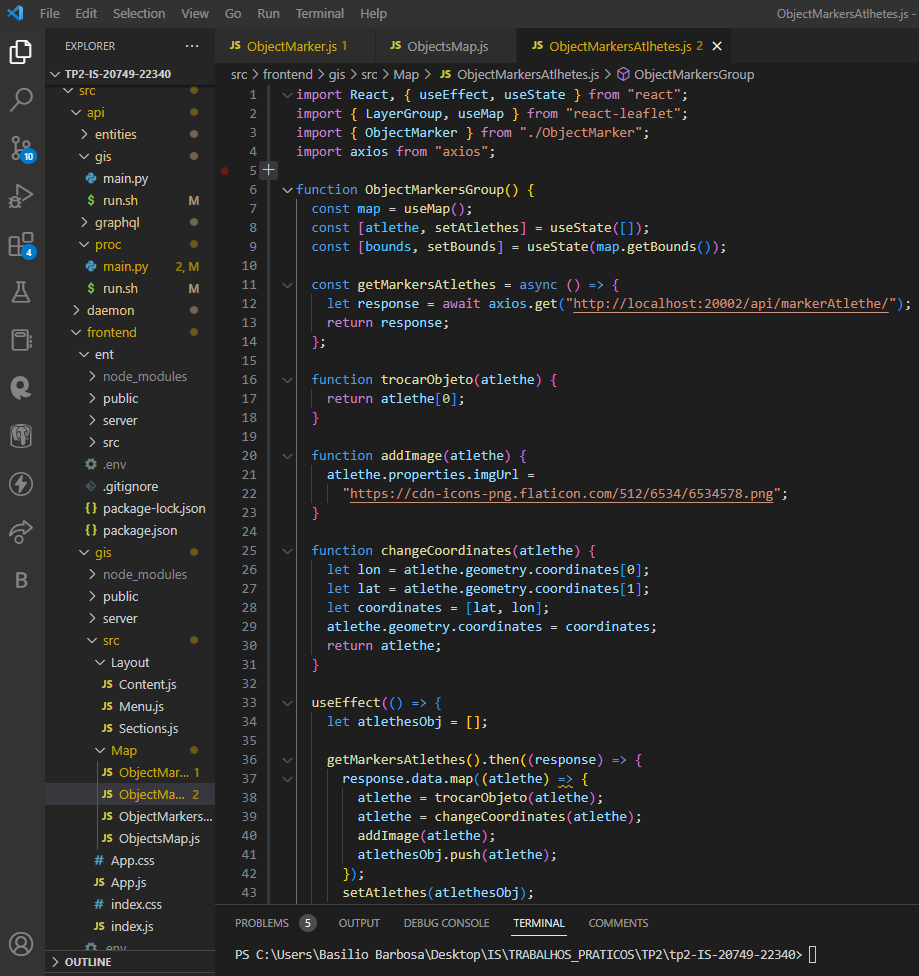 File Edit Selection View Go Run Terminal Help ObjectMarkersAtlhetes.js -
EXPLORER ···
TP2-IS-20749-22340
src
api
entities
gis
main.py
$ run.sh M
graphql
proc
main.py 2, M
$ run.sh M
daemon
frontend
ent
node_modules
public
server
src
.env
.gitignore
{} package-lock.json
{} package.json
gis
node_modules
public
server
src
Layout
JS Content.js
JS Menu.js
JS Sections.js
Map
JS ObjectMar... 1
JS ObjectMa... 2
JS ObjectMarkers...
JS ObjectsMap.js
# App.css
JS App.js
# index.css
JS index.js
.env
OUTLINE
10
4
B
JS ObjectMarker.js 1 JS ObjectsMap.js JS ObjectMarkersAtlhetes.js 2 ×
src > frontend > gis > src > Map > JS ObjectMarkersAtlhetes.js > ObjectMarkersGroup
1 import React, { useEffect, useState } from "react";
2 import { LayerGroup, useMap } from "react-leaflet";
3 import { ObjectMarker } from "./ObjectMarker";
4 import axios from "axios";
5
6 function ObjectMarkersGroup() {
7 const map = useMap();
8 const [atlethe, setAtlethes] = useState([]);
9 const [bounds, setBounds] = useState(map.getBounds());
10
11 const getMarkersAtlethes = async () => {
12 let response = await axios.get("http://localhost:20002/api/markerAtlethe/");
13 return response;
14 };
15
16 function trocarObjeto(atlethe) {
17 return atlethe[0];
18 }
19
20 function addImage(atlethe) {
21 atlethe.properties.imgUrl =
22 "https://cdn-icons-png.flaticon.com/512/6534/6534578.png";
23 }
24
25 function changeCoordinates(atlethe) {
26 let lon = atlethe.geometry.coordinates[0];
27 let lat = atlethe.geometry.coordinates[1];
28 let coordinates = [lat, lon];
29 atlethe.geometry.coordinates = coordinates;
30 return atlethe;
31 }
32
33 useEffect(() => {
34 let atlethesObj = [];
35
36 getMarkersAtlethes().then((response) => {
37 response.data.map((atlethe) => {
38 atlethe = trocarObjeto(atlethe);
39 atlethe = changeCoordinates(atlethe);
40 addImage(atlethe);
41 atlethesObj.push(atlethe);
42 });
43 setAtlethes(atlethesObj);
PROBLEMS 5 OUTPUT DEBUG CONSOLE TERMINAL COMMENTS
PS C:\Users\Basilio Barbosa\Desktop\IS\TRABALHOS_PRATICOS\TP2\tp2-IS-20749-22340>